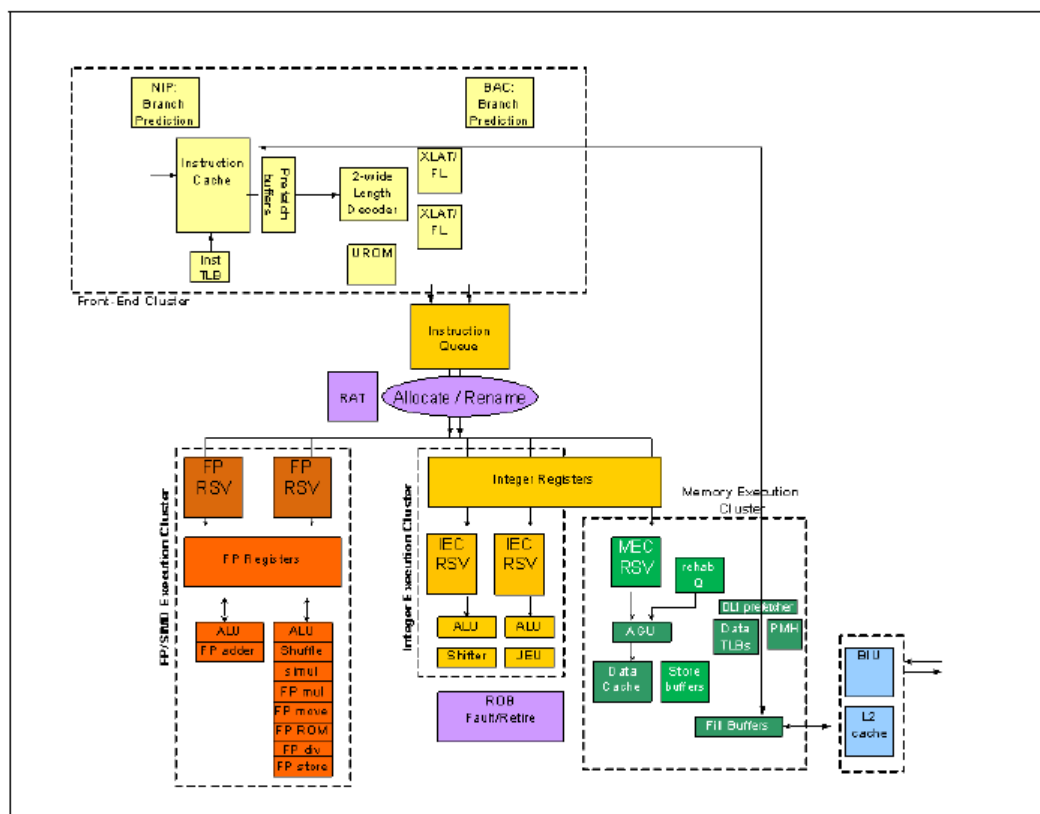 NIP:
Branch
Prediction
BAC:
Branch
Prediction
Instruction
Cache
Prefetch
buffers
2-wide
Length
Decoder
XLAT/
FL
XLAT/
FL
Inst
TLB
UROM
Front-End Cluster
Instruction
Queue
RAT
Allocate / Rename
FP/SIMD Execution Cluster
FP
RSV
FP
RSV
FP Registers
ALU
FP adder
ALU
Shuffle
simul
FP mul
FP move
FP ROM
FP div
FP store
Integer Execution Cluster
Integer Registers
IEC
RSV
IEC
RSV
ALU
Shifter
ALU
JEU
ROB
Fault/Retire
Memory Execution
Cluster
MEC
RSV
rehab
Q
DLI prefetcher
AGU
Data
TLBs
PMH
Data
Cache
Store
buffers
Fill Buffers
BIU
L2
cache